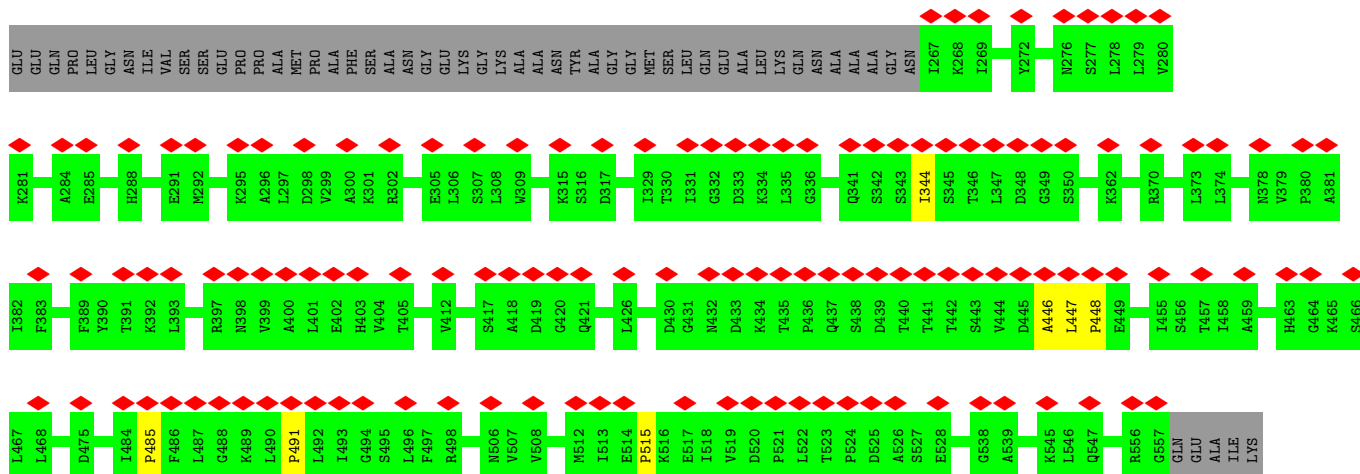 GLU GLU GLN PRO LEU GLY ASN ILE VAL SER SER GLU PRO PRO ALA MET PRO ALA PHE SER ALA ASN GLY GLU LYS GLY LYS ALA ALA ASN TYR ALA GLY GLY MET SER LEU GLN GLU ALA LEU LYS GLN ASN ALA ALA ALA GLY ASN I267 K268 I269 Y272 N276 S277 L278 L279 V280
K281 A284 E285 H288 E291 M292 K295 A296 L297 D298 V299 A300 K301 R302 E305 L306 S307 L308 W309 K315 S316 D317 I329 T330 I331 G332 D333 K334 L335 G336 Q341 S342 S343 I344 S345 T346 L347 D348 G349 S350 K362 R370 L373 L374 N378 V379 P380 A381
I382 F383 F389 Y390 T391 K392 L393 R397 N398 V399 A400 L401 E402 H403 V404 T405 V412 S417 A418 D419 G420 Q421 L426 D430 G431 N432 D433 K434 T435 P436 Q437 S438 D439 T440 T441 T442 S443 V444 D445 A446 L447 P448 E449 I455 S456 T457 I458 A459 H463 G464 K465 S466
L467 L468 D475 I484 P485 F486 L487 G488 K489 L490 P491 L492 I493 G494 S495 L496 F497 R498 N506 V507 V508 M512 I513 E514 P515 K516 E517 I518 V519 D520 P521 L522 T523 P524 D525 A526 S527 E528 G538 A539 K545 L546 Q547 R556 G557 GLN GLU ALA ILE LYS